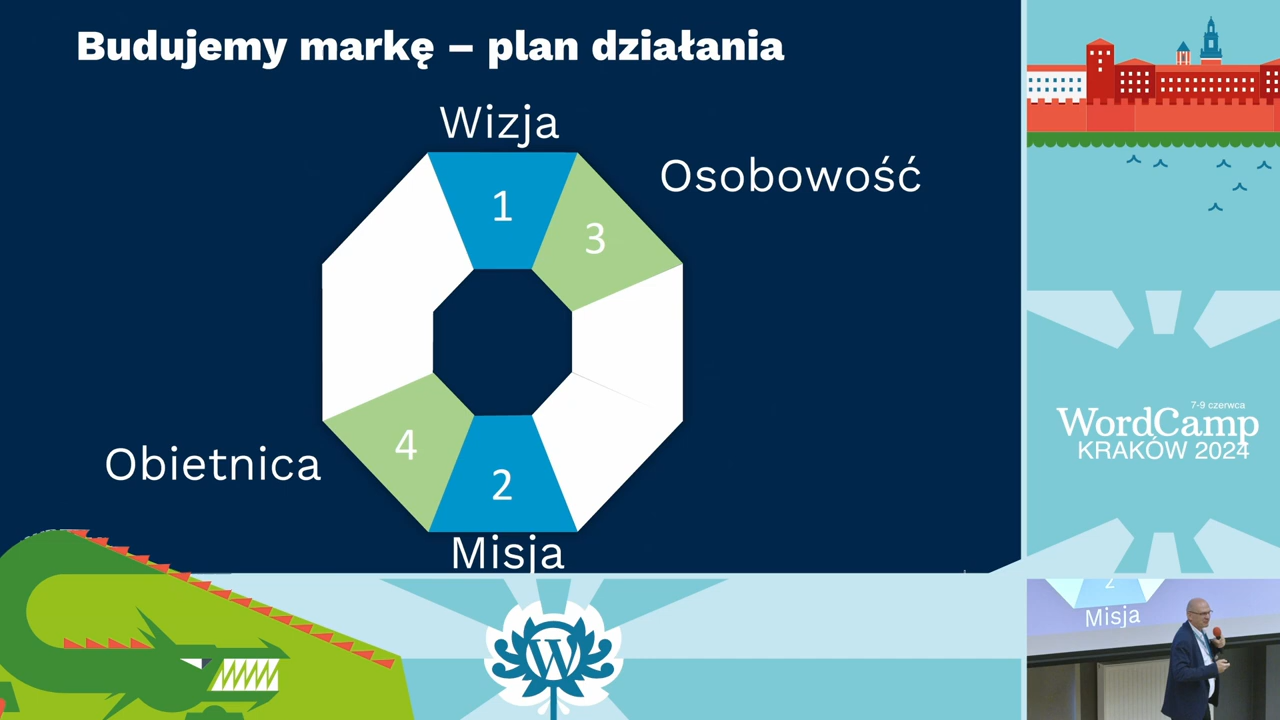 Budujemy markę – plan działania
Wizja
Osobowość
1
3
4
2
Obietnica
Misja
7-9 czerwca
WordCamp
KRAKÓW 2024
W
2
Misja